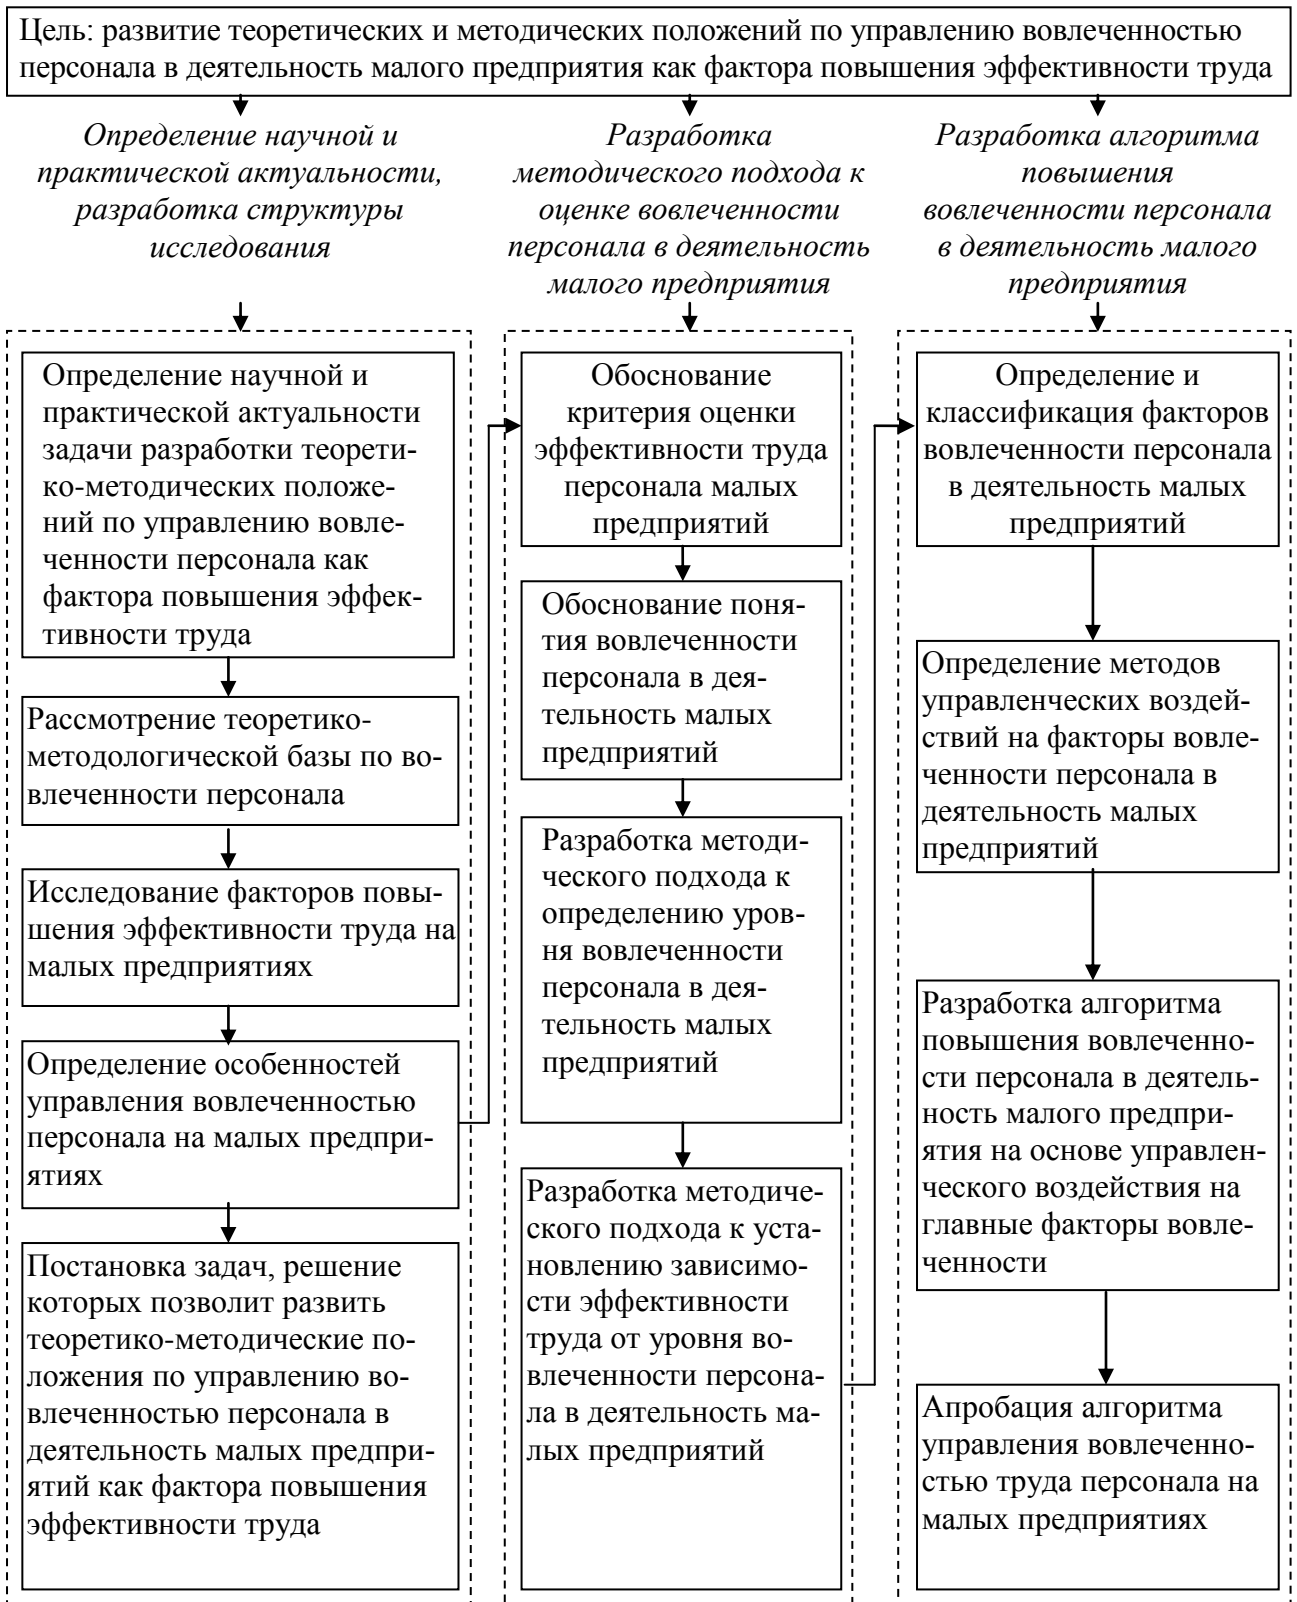 Цель: развитие теоретических и методических положений по управлению вовлеченностью
персонала в деятельность малого предприятия как фактора повышения эффективности труда
Определение научной и
практической актуальности,
разработка структуры
исследования
Разработка
методического подхода к
оценке вовлеченности
персонала в деятельность
малого предприятия
Разработка алгоритма
повышения
вовлеченности персонала
в деятельность малого
предприятия
Определение научной и
практической актуальности
задачи разработки теорети-
ко-методических положе-
ний по управлению вовле-
ченности персонала как
фактора повышения эффек-
тивности труда
Рассмотрение теоретико-
методологической базы по во-
влеченности персонала
Исследование факторов повы-
шения эффективности труда на
малых предприятиях
Определение особенностей
управления вовлеченностью
персонала на малых предпри-
ятиях
Постановка задач, решение
которых позволит развить
теоретико-методические по-
ложения по управлению во-
влеченностью персонала в
деятельность малых предпри-
ятий как фактора повышения
эффективности труда
Обоснование
критерия оценки
эффективности труда
персонала малых
предприятий
Обоснование поня-
тия вовлеченности
персонала в дея-
тельность малых
предприятий
Разработка методи-
ческого подхода к
определению уров-
ня вовлеченности
персонала в дея-
тельность малых
предприятий
Разработка методиче-
ского подхода к уста-
новлению зависимо-
сти эффективности
труда от уровня во-
влеченности персона-
ла в деятельность ма-
лых предприятий
Определение и
классификация факторов
вовлеченности персонала
в деятельность малых
предприятий
Определение методов
управленческих воздей-
ствий на факторы вовле-
ченности персонала в
деятельность малых
предприятий
Разработка алгоритма
повышения вовлеченно-
сти персонала в деятель-
ность малого предпри-
ятия на основе управлен-
ческого воздействия на
главные факторы вовле-
ченности
Апробация алгоритма
управления вовлеченно-
стью труда персонала на
малых предприятиях